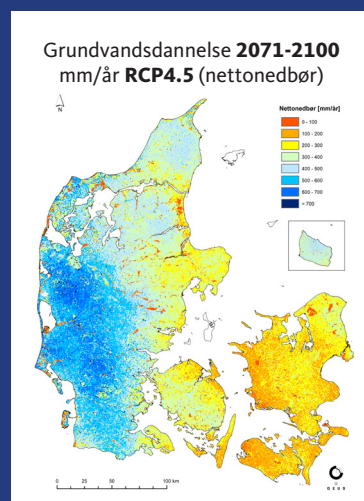 Grundvandsdannelse 2071-2100
mm/år RCP4.5 (nettonedbør)
N
Nettonedbør [mm/år]
0 - 100
100 - 200
200 - 300
300 - 400
400 - 500
500 - 600
600 - 700
> 700
0 25 50 100 km
GEUS